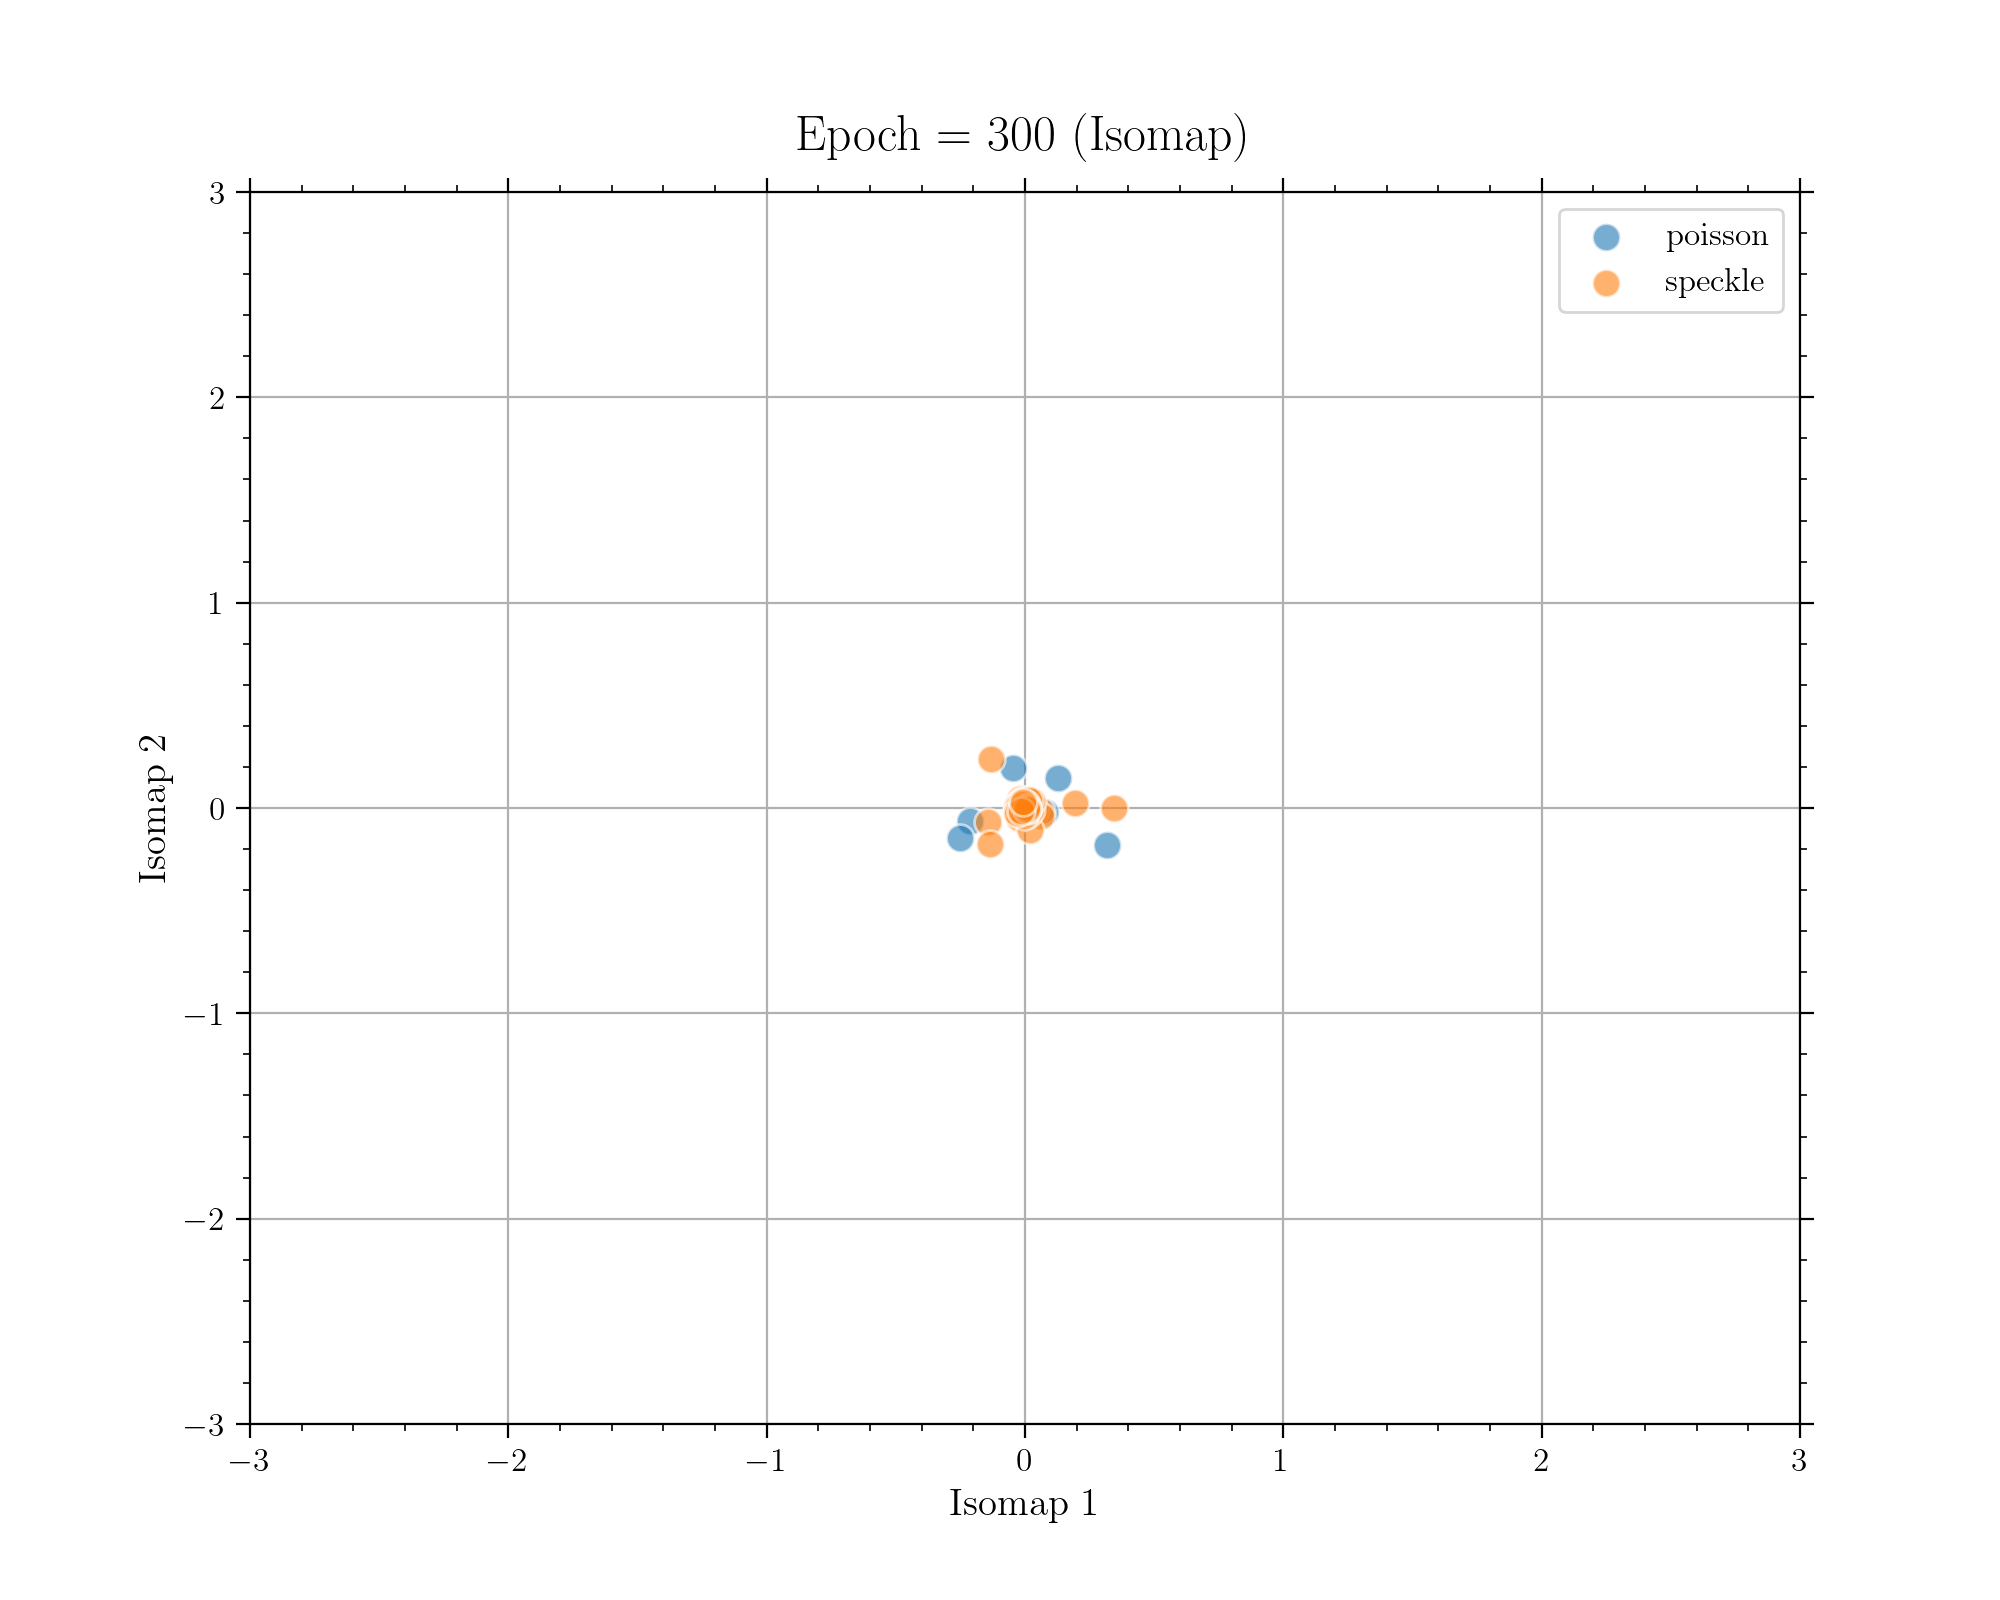 Epoch = 300 (Isomap)
poisson
speckle
3
2
1
0
−1
−2
−3
Isomap 2
−3
−2
−1
0
1
2
3
Isomap 1